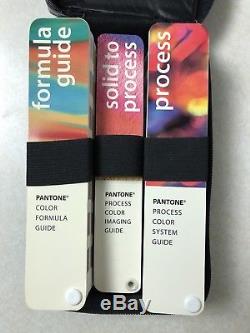 formula
guide
PANTONE®
COLOR
FORMULA
GUIDE
solid to
process
PANTONE®
PROCESS
COLOR
IMAGING
GUIDE
process
PANTONE®
PROCESS
COLOR
SYSTEM
GUIDE